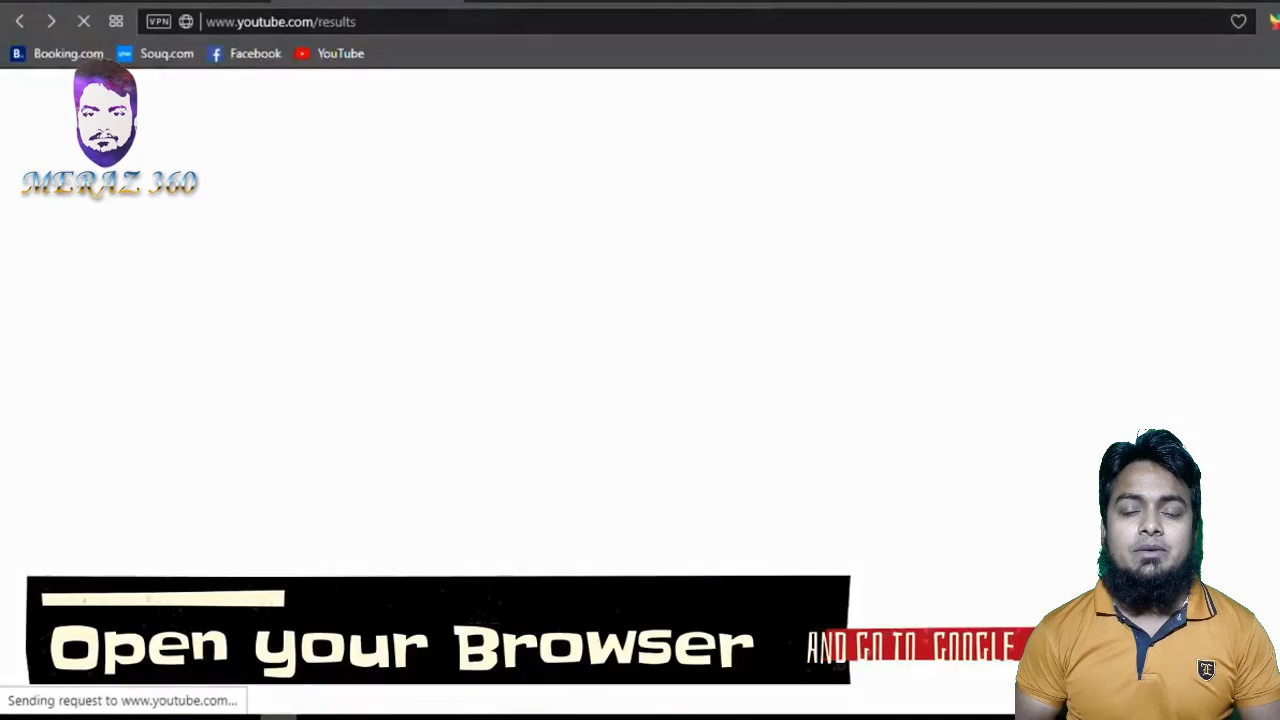 VPN www.youtube.com/results
B. Booking.com Souq.com Facebook YouTube
MERAZ 360
Open your Browser
AND GO TO GOOGLE
Sending request to www.youtube.com...